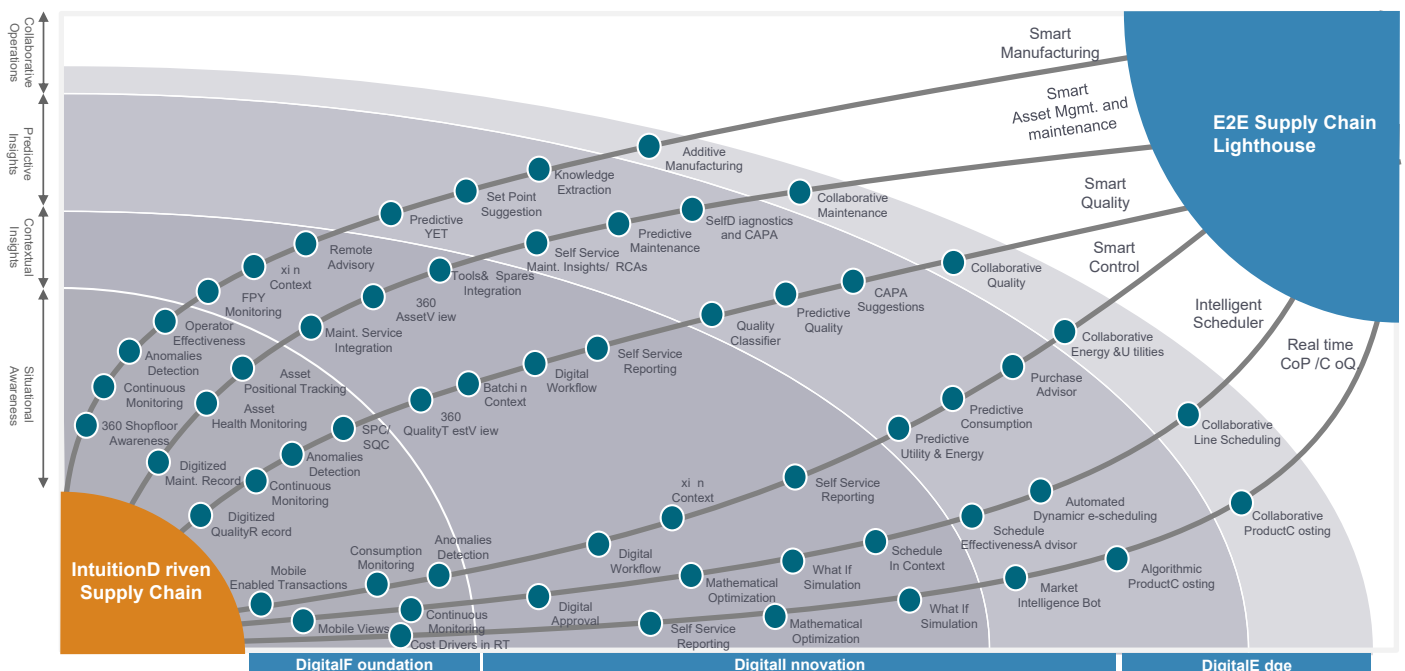 Collaborative
Operations
Predictive
Insights
Contextual
Insights
Situational
Awareness
Smart
Manufacturing
Smart
Asset Mgmt. and
maintenance
Smart
Quality
Smart
Control
Intelligent
Scheduler
Real time
CoP /C oQ
E2E Supply Chain
Lighthouse
360 Shopfloor
Awareness
Continuous
Monitoring
Anomalies
Detection
Operator
Effectiveness
FPY
Monitoring
xi n
Context
Remote
Advisory
Predictive
YET
Set Point
Suggestion
Knowledge
Extraction
Additive
Manufacturing
Digitized
Maint. Record
Asset
Health Monitoring
Asset
Positional Tracking
Maint. Service
Integration
360
AssetV iew
Tools& Spares
Integration
Self Service
Maint. Insights/ RCAs
Predictive
Maintenance
SelfD iagnostics
and CAPA
Collaborative
Maintenance
Digitized
QualityR ecord
Continuous
Monitoring
Anomalies
Detection
SPC/
SQC
360
QualityT estV iew
Batchi n
Context
Digital
Workflow
Self Service
Reporting
Quality
Classifier
Predictive
Quality
CAPA
Suggestions
Collaborative
Quality
Mobile
Enabled Transactions
Consumption
Monitoring
Anomalies
Detection
Digital
Workflow
xi n
Context
Self Service
Reporting
Predictive
Utility & Energy
Predictive
Consumption
Purchase
Advisor
Collaborative
Energy &U tilities
Mobile Views
Continuous
Monitoring
Digital
Approval
Mathematical
Optimization
What If
Simulation
Schedule
In Context
Schedule
EffectivenessA dvisor
Automated
Dynamicr e-scheduling
Collaborative
Line Scheduling
Cost Drivers in RT
Self Service
Reporting
Mathematical
Optimization
What If
Simulation
Market
Intelligence Bot
Algorithmic
ProductC osting
Collaborative
ProductC osting
IntuitionD riven
Supply Chain
DigitalF oundation
DigitalI nnovation
DigitalE dge